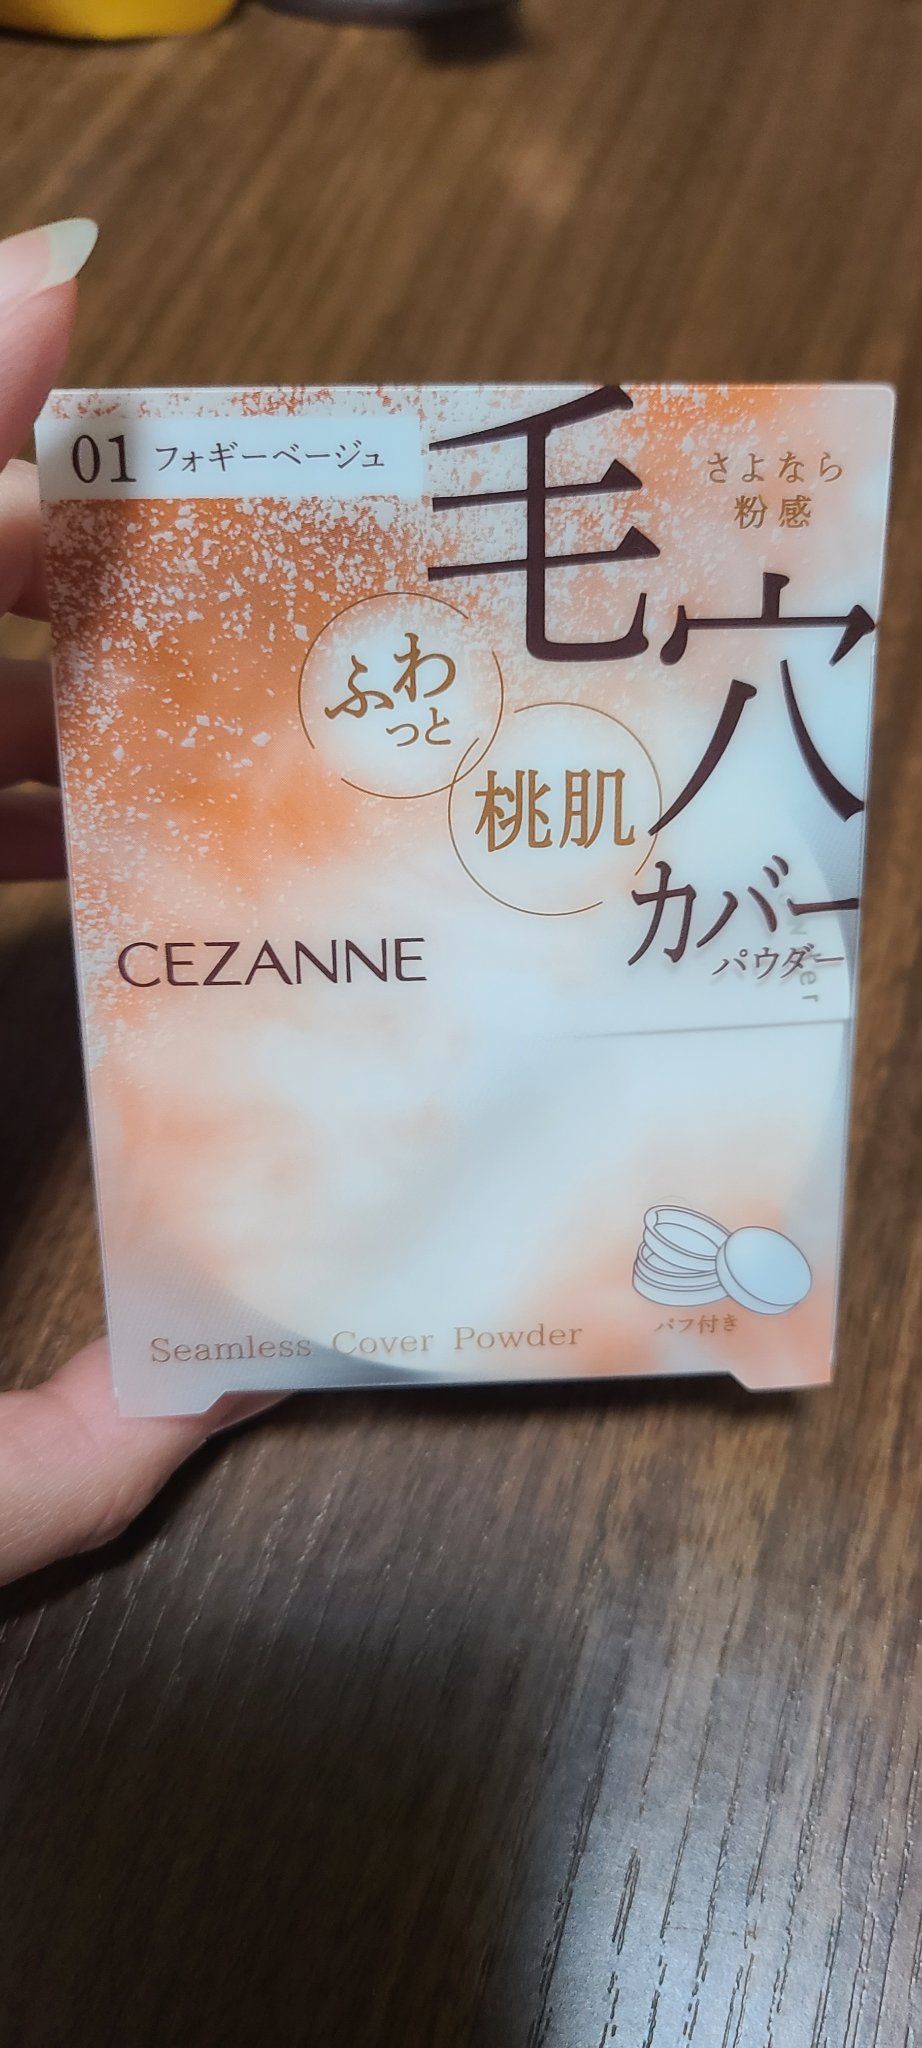 01 フォギーベージュ
さよなら
粉感
毛穴
カバー
パウダー
ふわっと
桃肌
CEZANNE
パフ付き
Seamless Cover Powder